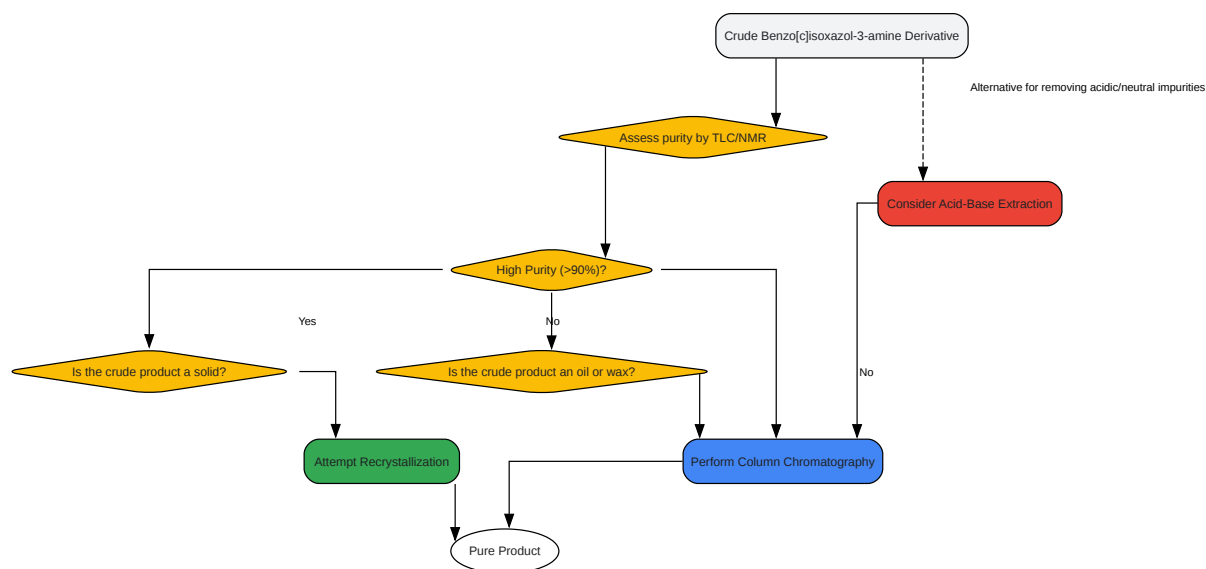 Crude Benzo[c]isoxazol-3-amine Derivative
Alternative for removing acidic/neutral impurities
Assess purity by TLC/NMR
Consider Acid-Base Extraction
High Purity (>90%)?
Yes
No
Is the crude product a solid?
Is the crude product an oil or wax?
No
Attempt Recrystallization
Perform Column Chromatography
Pure Product